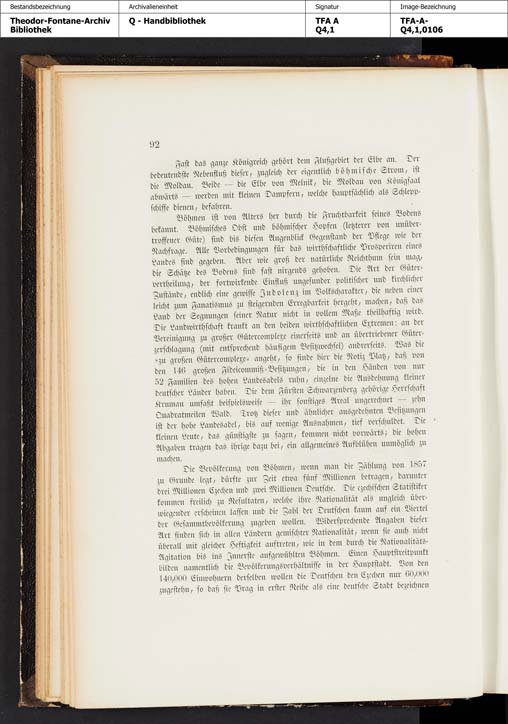 Bestandsbezeichnung Archivalieneinheit Signatur Image-Bezeichnung
Theodor-Fontane-Archiv Q - Handbibliothek TFA A TFA-A-
Bibliothek Q4,1 Q4,1,0106
92
Fast das ganze Königreich gehört dem Flußgebiet der Elbe an. Der
bedeutendste Nebenfluß dieser, zugleich der eigentlich böhmische Strom, ist
die Moldau. Beide — die Elbe von Melnik, die Moldau von Königsaal
abwärts — werden mit kleinen Dampfern, welche hauptsächlich als Schlepp-
schiffe dienen, befahren.
Böhmen ist von Alters her durch die Fruchtbarkeit seines Bodens
bekannt. Böhmisches Obst und böhmischer Hopfen (letzterer von unüber-
troffener Güte) sind bis diesen Augenblick Gegenstand der Pflege wie der
Nachfrage. Alle Vorbedingungen für das wirthschaftliche Prosperiren eines
Landes sind gegeben. Aber wie groß der natürliche Reichthum sein mag,
die Schätze des Bodens sind fast nirgends gehoben. Die Art der Güter-
vertheilung, der fortwirkende Einfluß ungesunder politischer und kirchlicher
Zustände, endlich eine gewisse Indolenz im Volkscharakter, die neben einer
leicht zum Fanatismus zu steigernden Erregbarkeit hergeht, machen, daß das
Land der Segnungen seiner Natur nicht in vollem Maße theilhaftig wird.
Die Landwirthschaft krankt an den beiden wirthschaftlichen Extremen: an der
Vereinigung zu großer Gütercomplexe einerseits und an übertriebener Güter-
zerschlagung (mit entsprechend häufigem Besitzwechsel) andrerseits. Was die
»zu großen Gütercomplexe« angeht, so finde hier die Notiz Platz, daß von
den 146 großen Fideicommiß-Besitzungen, die in den Händen von nur
52 Familien des hohen Landesadels ruhn, einzelne die Ausdehnung kleiner
deutscher Länder haben. Die dem Fürsten Schwarzenberg gehörige Herrschaft
Krumau umfaßt beispielsweise — ihr sonstiges Areal ungerechnet — zehn
Quadratmeilen Wald. Trotz dieser und ähnlicher ausgedehnten Besitzungen
ist der hohe Landesadel, bis auf wenige Ausnahmen, tief verschuldet. Die
kleinen Leute, das günstigste zu sagen, kommen nicht vorwärts; die hohen
Abgaben tragen das ihrige dazu bei, ein allgemeines Aufblühen unmöglich zu
machen.
Die Bevölkerung von Böhmen, wenn man die Zählung von 1857
zu Grunde legt, dürfte zur Zeit etwa fünf Millionen betragen, darunter
drei Millionen Czechen und zwei Millionen Deutsche. Die czechischen Statistiker
kommen freilich zu Resultaten, welche ihre Nationalität als ungleich über-
wiegender erscheinen lassen und die Zahl der Deutschen kaum auf ein Viertel
der Gesammtbevölkerung zugeben wollen. Widersprechende Angaben dieser
Art finden sich in allen Ländern gemischter Nationalität, wenn sie auch nicht
überall mit gleicher Heftigkeit auftreten, wie in dem durch die Nationalitäts-
Agitation bis ins Innerste aufgewühlten Böhmen. Einen Hauptstreitpunkt
bilden namentlich die Bevölkerungsverhältnisse in der Hauptstadt. Von den
140,000 Einwohnern derselben wollen die Deutschen den Czechen nur 60,000
zugestehn, so daß sie Prag in erster Reihe als eine deutsche Stadt bezeichnen